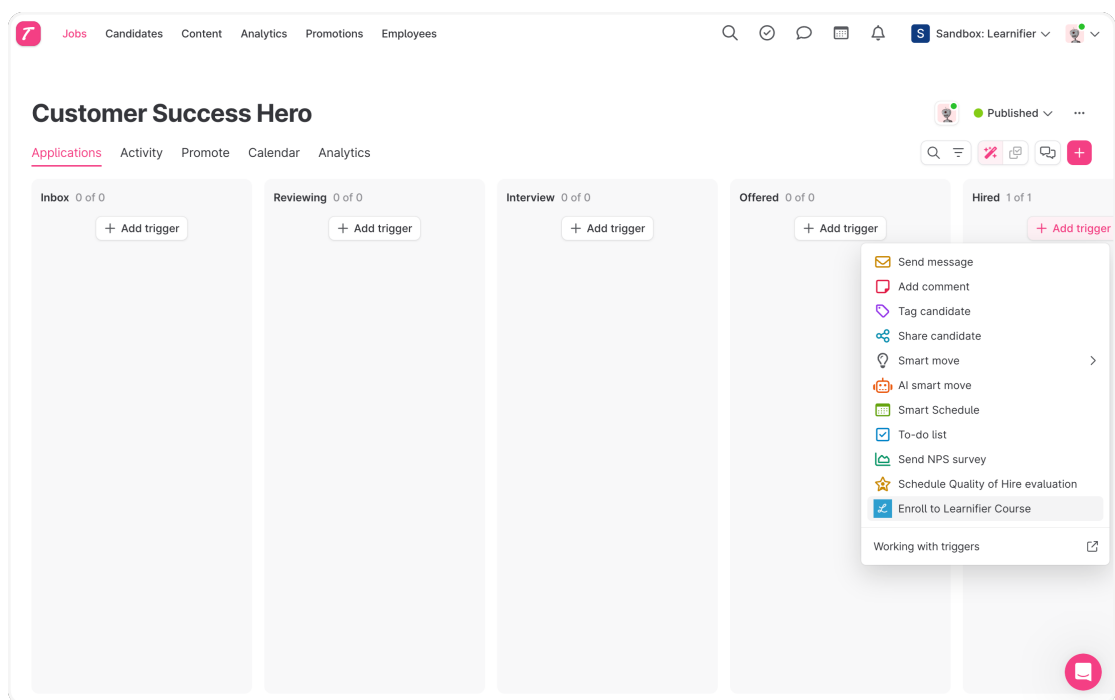 Jobs Candidates Content Analytics Promotions Employees S Sandbox: Learnifier
Customer Success Hero
Published
Applications Activity Promote Calendar Analytics
Inbox 0 of 0
Add trigger
Reviewing 0 of 0
Add trigger
Interview 0 of 0
Add trigger
Offered 0 of 0
Add trigger
Hired 1 of 1
Add trigger
Send message
Add comment
Tag candidate
Share candidate
Smart move
AI smart move
Smart Schedule
To-do list
Send NPS survey
Schedule Quality of Hire evaluation
Enroll to Learnifier Course
Working with triggers